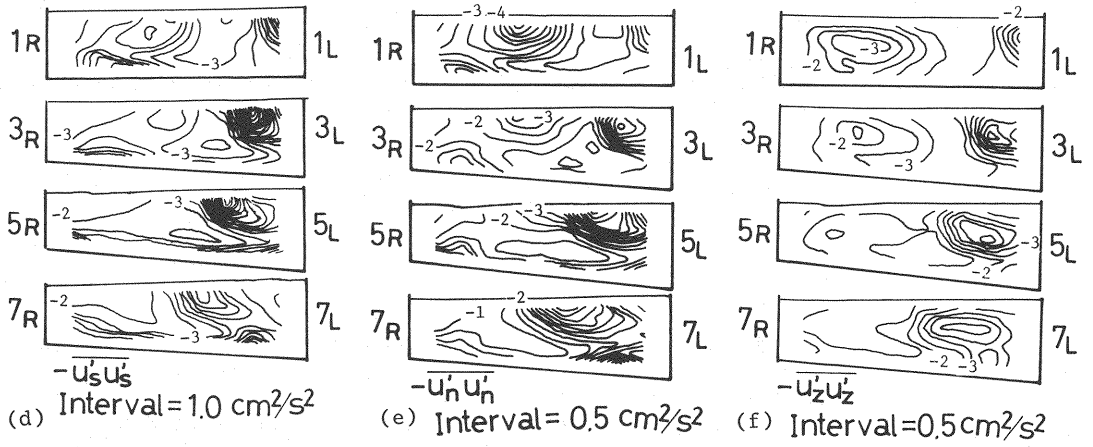 1R -3 1L
3R -3 -3 3L
5R -2 -3 5L
7R -2 -3 7L
-u's u's
(d) Interval=1.0 cm²/s²
-3 -4
1R 1L
3R -2 -3 -2 3L
5R -2 -3 5L
7R -1 -2 7L
-u'n u'n
(e) Interval=0.5 cm²/s²
-2
1R -2 -3 1L
3R -2 -3 3L
5R -3 -2 5L
7R -2 -3 7L
-u'z u'z
(f) Interval=0.5 cm²/s²